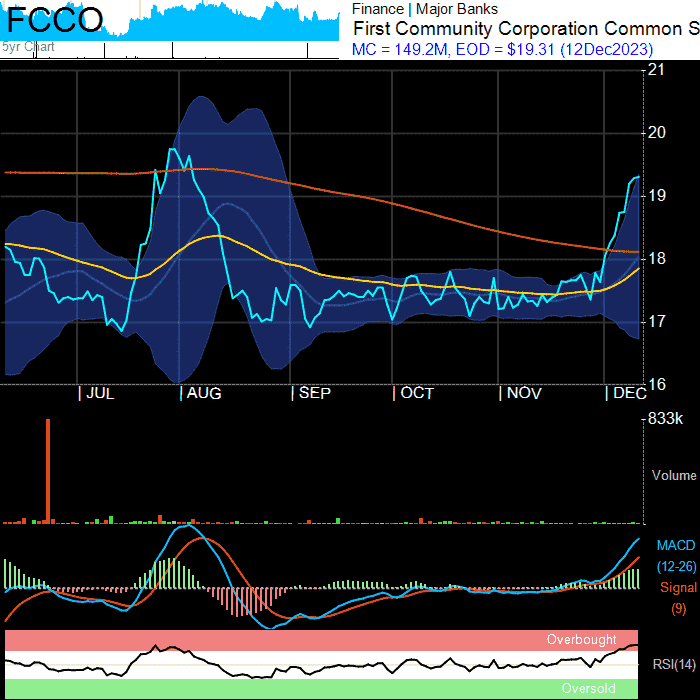 FCCO
5yr Chart
Finance | Major Banks
First Community Corporation Common S
MC = 149.2M, EOD = $19.31 (12Dec2023)
21
20
19
18
17
16
| JUL | AUG | SEP | OCT | NOV | DEC
833k
Volume
MACD
(12-26)
Signal
(9)
Overbought
RSI(14)
Oversold